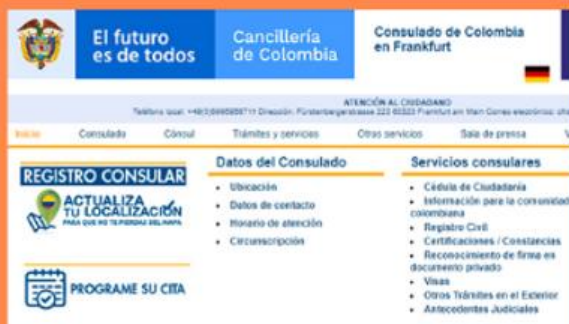 El futuro
es de todos
Cancillería
de Colombia
Consulado de Colombia
en Frankfurt
ATENCIÓN AL CIUDADANO
Inicio Consulado Cónsul Trámites y servicios Otros servicios Sala de prensa V
REGISTRO CONSULAR
ACTUALIZA
TU LOCALIZACIÓN
PARA QUE NO TE PIERDAS DEL MAPA
PROGRAME SU CITA
Datos del Consulado
Ubicación
Datos de contacto
Horario de atención
Circunscripción
Servicios consulares
Cédula de Ciudadanía
Información para la comunidad
colombiana
Registro Civil
Certificaciones / Constancias
Reconocimiento de firma en
documento privado
Visas
Otros Trámites en el Exterior
Antecedentes Judiciales